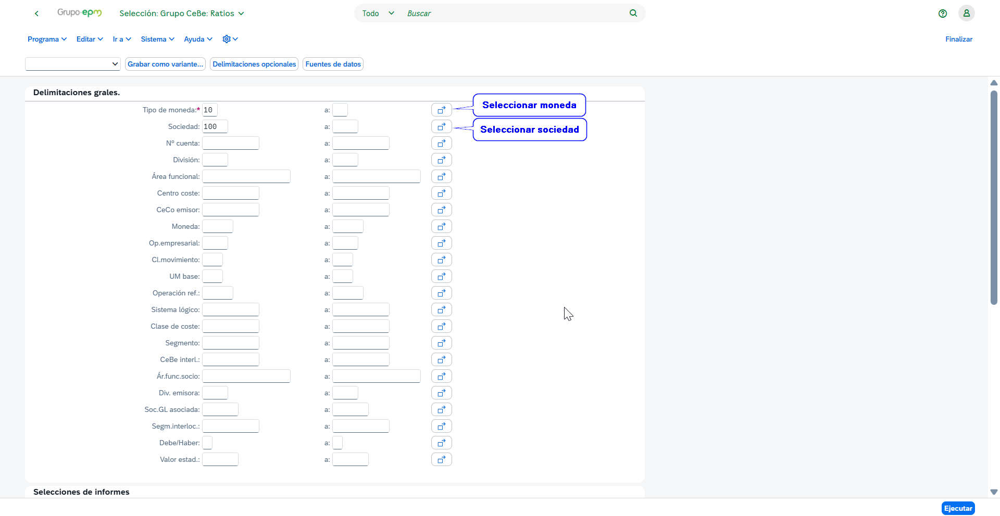 Grupo·epm
Selección: Grupo CeBe: Ratios
Todo
Buscar
Programa
Editar
Ir a
Sistema
Ayuda
Finalizar
Grabar como variante...
Delimitaciones opcionales
Fuentes de datos
Delimitaciones grales.
Tipo de moneda:* 10 a:
Seleccionar moneda
Sociedad: 100 a:
Seleccionar sociedad
Nº cuenta: a:
División: a:
Área funcional: a:
Centro coste: a:
CeCo emisor: a:
Moneda: a:
Op.empresarial: a:
Cl.movimiento: a:
UM base: a:
Operación ref.: a:
Sistema lógico: a:
Clase de coste: a:
Segmento: a:
CeBe interl.: a:
Ár.func.socio: a:
Div. emisora: a:
Soc.GL asociada: a:
Segm.interloc.: a:
Debe/Haber: a:
Valor estad.: a:
Selecciones de informes
Ejecutar